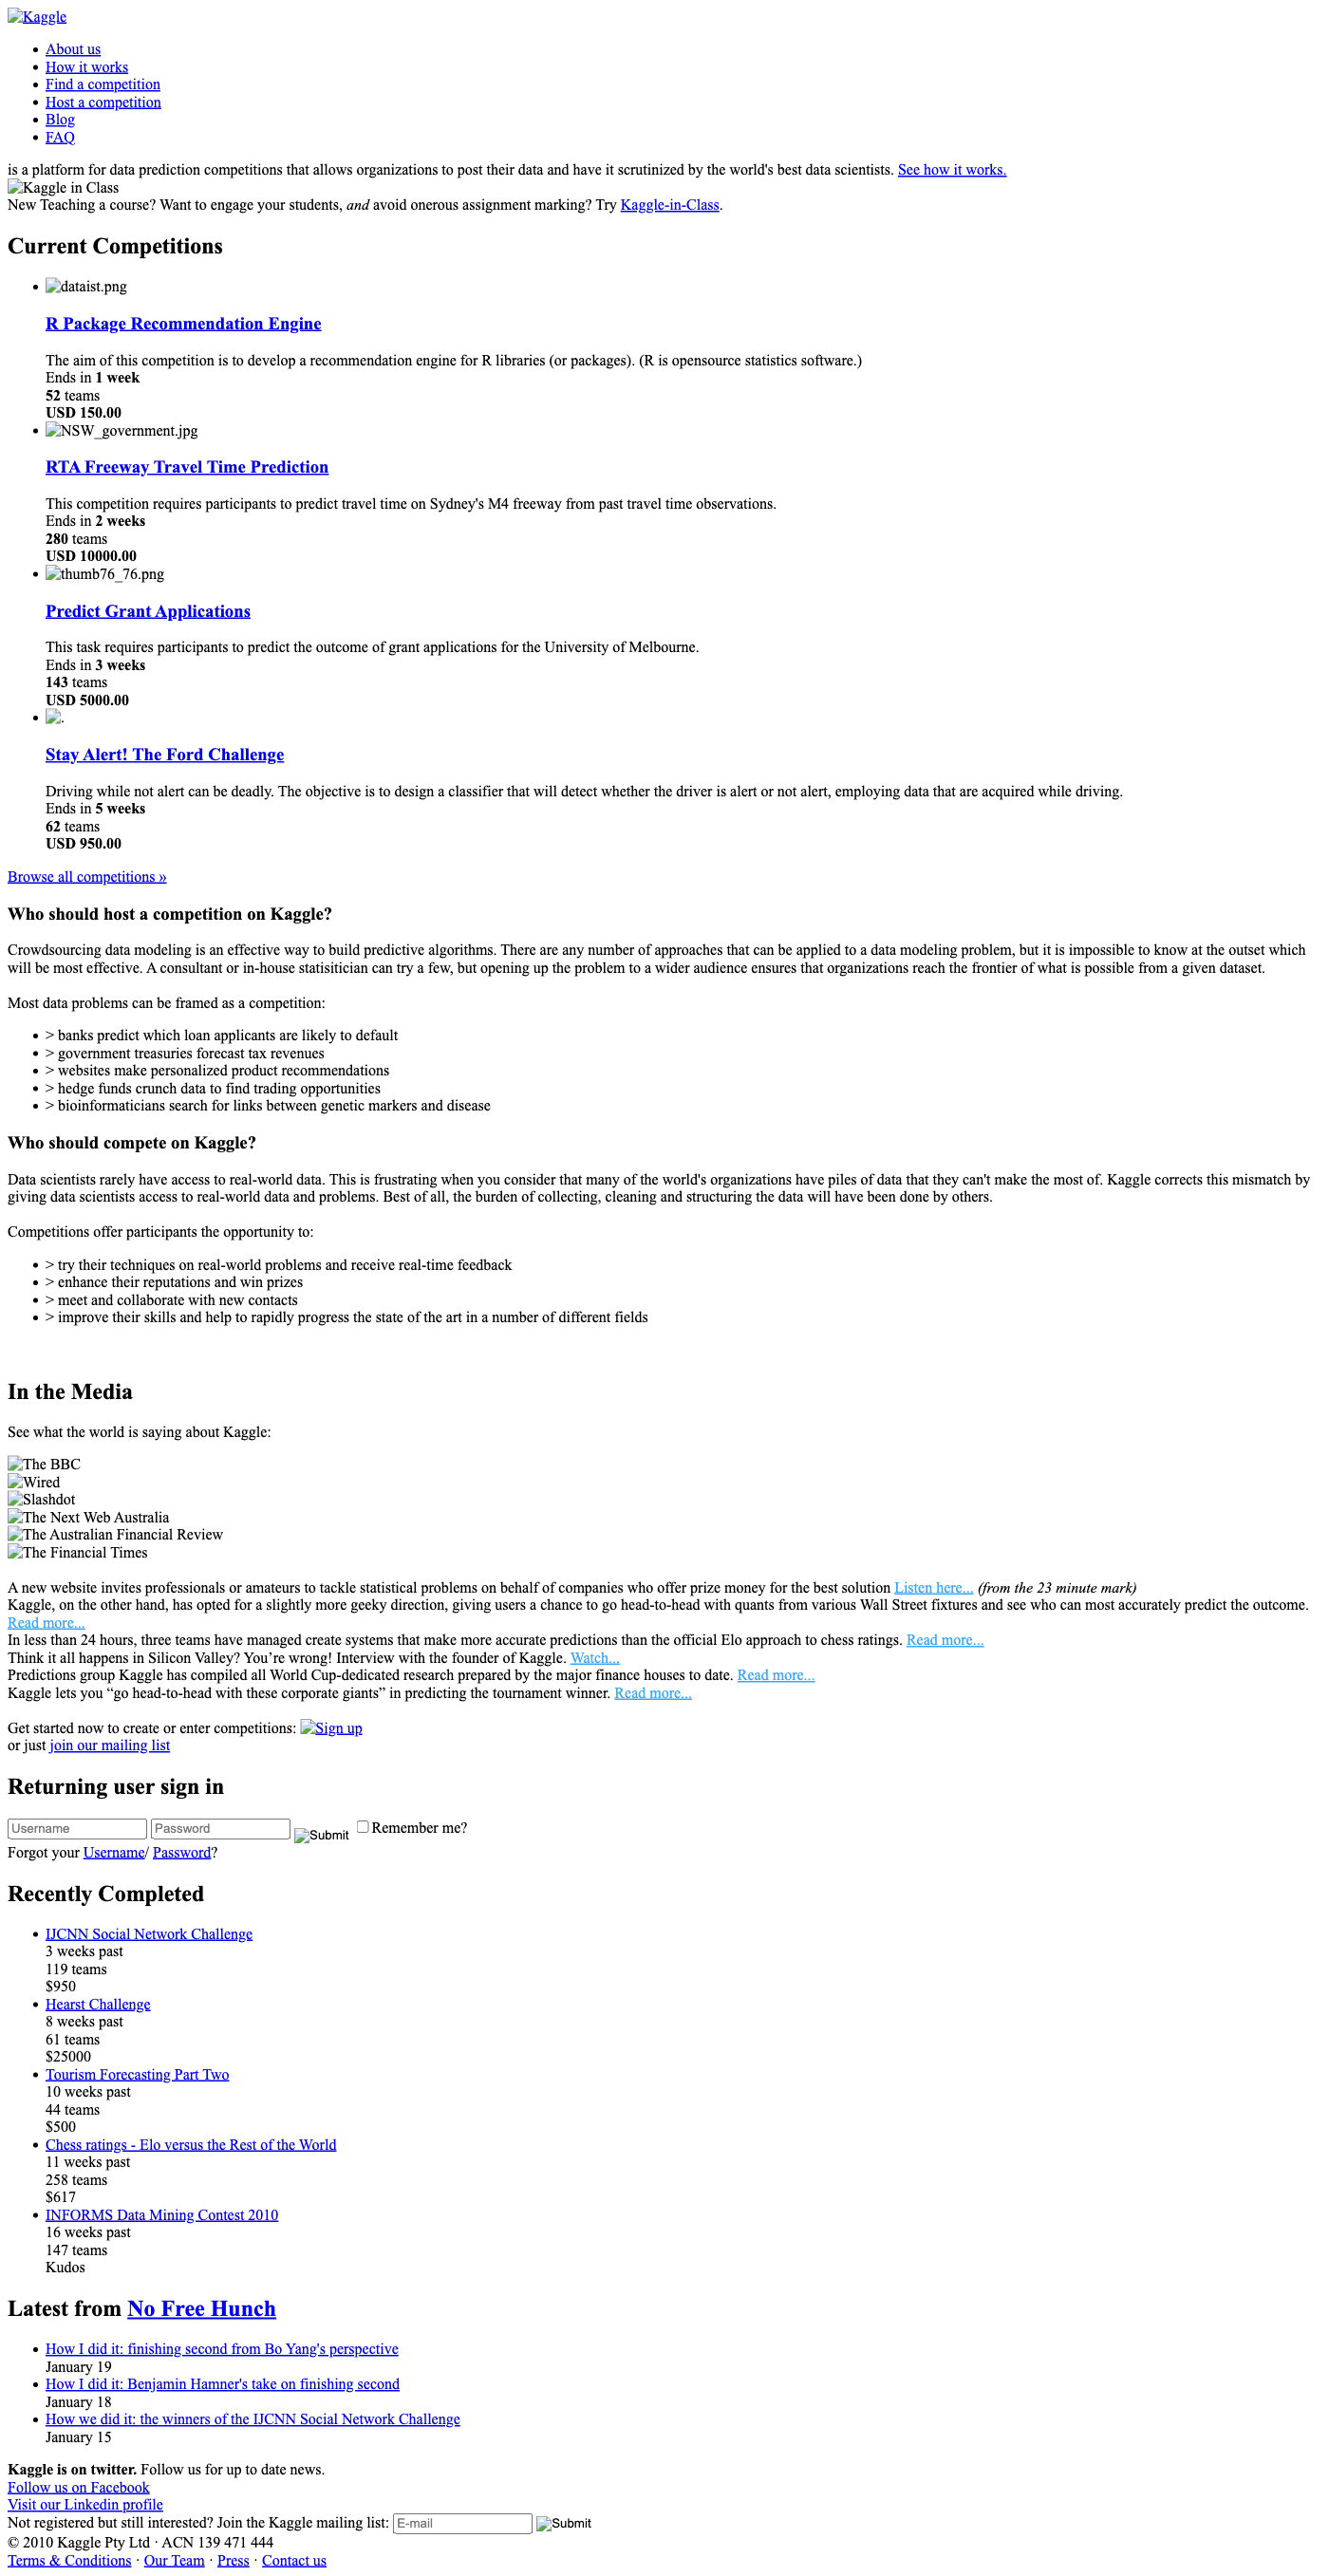 Kaggle
About us
How it works
Find a competition
Host a competition
Blog
FAQ
is a platform for data prediction competitions that allows organizations to post their data and have it scrutinized by the world's best data scientists. See how it works.
Kaggle in Class
New Teaching a course? Want to engage your students, and avoid onerous assignment marking? Try Kaggle-in-Class.
Current Competitions
dataist.png
R Package Recommendation Engine
The aim of this competition is to develop a recommendation engine for R libraries (or packages). (R is opensource statistics software.)
Ends in 1 week
52 teams
USD 150.00
NSW_government.jpg
RTA Freeway Travel Time Prediction
This competition requires participants to predict travel time on Sydney's M4 freeway from past travel time observations.
Ends in 2 weeks
280 teams
USD 10000.00
thumb76_76.png
Predict Grant Applications
This task requires participants to predict the outcome of grant applications for the University of Melbourne.
Ends in 3 weeks
143 teams
USD 5000.00
.
Stay Alert! The Ford Challenge
Driving while not alert can be deadly. The objective is to design a classifier that will detect whether the driver is alert or not alert, employing data that are acquired while driving.
Ends in 5 weeks
62 teams
USD 950.00
Browse all competitions »
Who should host a competition on Kaggle?
Crowdsourcing data modeling is an effective way to build predictive algorithms. There are any number of approaches that can be applied to a data modeling problem, but it is impossible to know at the outset which
will be most effective. A consultant or in-house statisitician can try a few, but opening up the problem to a wider audience ensures that organizations reach the frontier of what is possible from a given dataset.
Most data problems can be framed as a competition:
> banks predict which loan applicants are likely to default
> government treasuries forecast tax revenues
> websites make personalized product recommendations
> hedge funds crunch data to find trading opportunities
> bioinformaticians search for links between genetic markers and disease
Who should compete on Kaggle?
Data scientists rarely have access to real-world data. This is frustrating when you consider that many of the world's organizations have piles of data that they can't make the most of. Kaggle corrects this mismatch by
giving data scientists access to real-world data and problems. Best of all, the burden of collecting, cleaning and structuring the data will have been done by others.
Competitions offer participants the opportunity to:
> try their techniques on real-world problems and receive real-time feedback
> enhance their reputations and win prizes
> meet and collaborate with new contacts
> improve their skills and help to rapidly progress the state of the art in a number of different fields
In the Media
See what the world is saying about Kaggle:
The BBC
Wired
Slashdot
The Next Web Australia
The Australian Financial Review
The Financial Times
A new website invites professionals or amateurs to tackle statistical problems on behalf of companies who offer prize money for the best solution Listen here... (from the 23 minute mark)
Kaggle, on the other hand, has opted for a slightly more geeky direction, giving users a chance to go head-to-head with quants from various Wall Street fixtures and see who can most accurately predict the outcome.
Read more...
In less than 24 hours, three teams have managed create systems that make more accurate predictions than the official Elo approach to chess ratings. Read more...
Think it all happens in Silicon Valley? You’re wrong! Interview with the founder of Kaggle. Watch...
Predictions group Kaggle has compiled all World Cup-dedicated research prepared by the major finance houses to date. Read more...
Kaggle lets you “go head-to-head with these corporate giants” in predicting the tournament winner. Read more...
Get started now to create or enter competitions: Sign up
or just join our mailing list
Returning user sign in
Username Password Submit Remember me?
Forgot your Username/ Password?
Recently Completed
IJCNN Social Network Challenge
3 weeks past
119 teams
$950
Hearst Challenge
8 weeks past
61 teams
$25000
Tourism Forecasting Part Two
10 weeks past
44 teams
$500
Chess ratings - Elo versus the Rest of the World
11 weeks past
258 teams
$617
INFORMS Data Mining Contest 2010
16 weeks past
147 teams
Kudos
Latest from No Free Hunch
How I did it: finishing second from Bo Yang's perspective
January 19
How I did it: Benjamin Hamner's take on finishing second
January 18
How we did it: the winners of the IJCNN Social Network Challenge
January 15
Kaggle is on twitter. Follow us for up to date news.
Follow us on Facebook
Visit our Linkedin profile
Not registered but still interested? Join the Kaggle mailing list: E-mail Submit
© 2010 Kaggle Pty Ltd · ACN 139 471 444
Terms & Conditions · Our Team · Press · Contact us